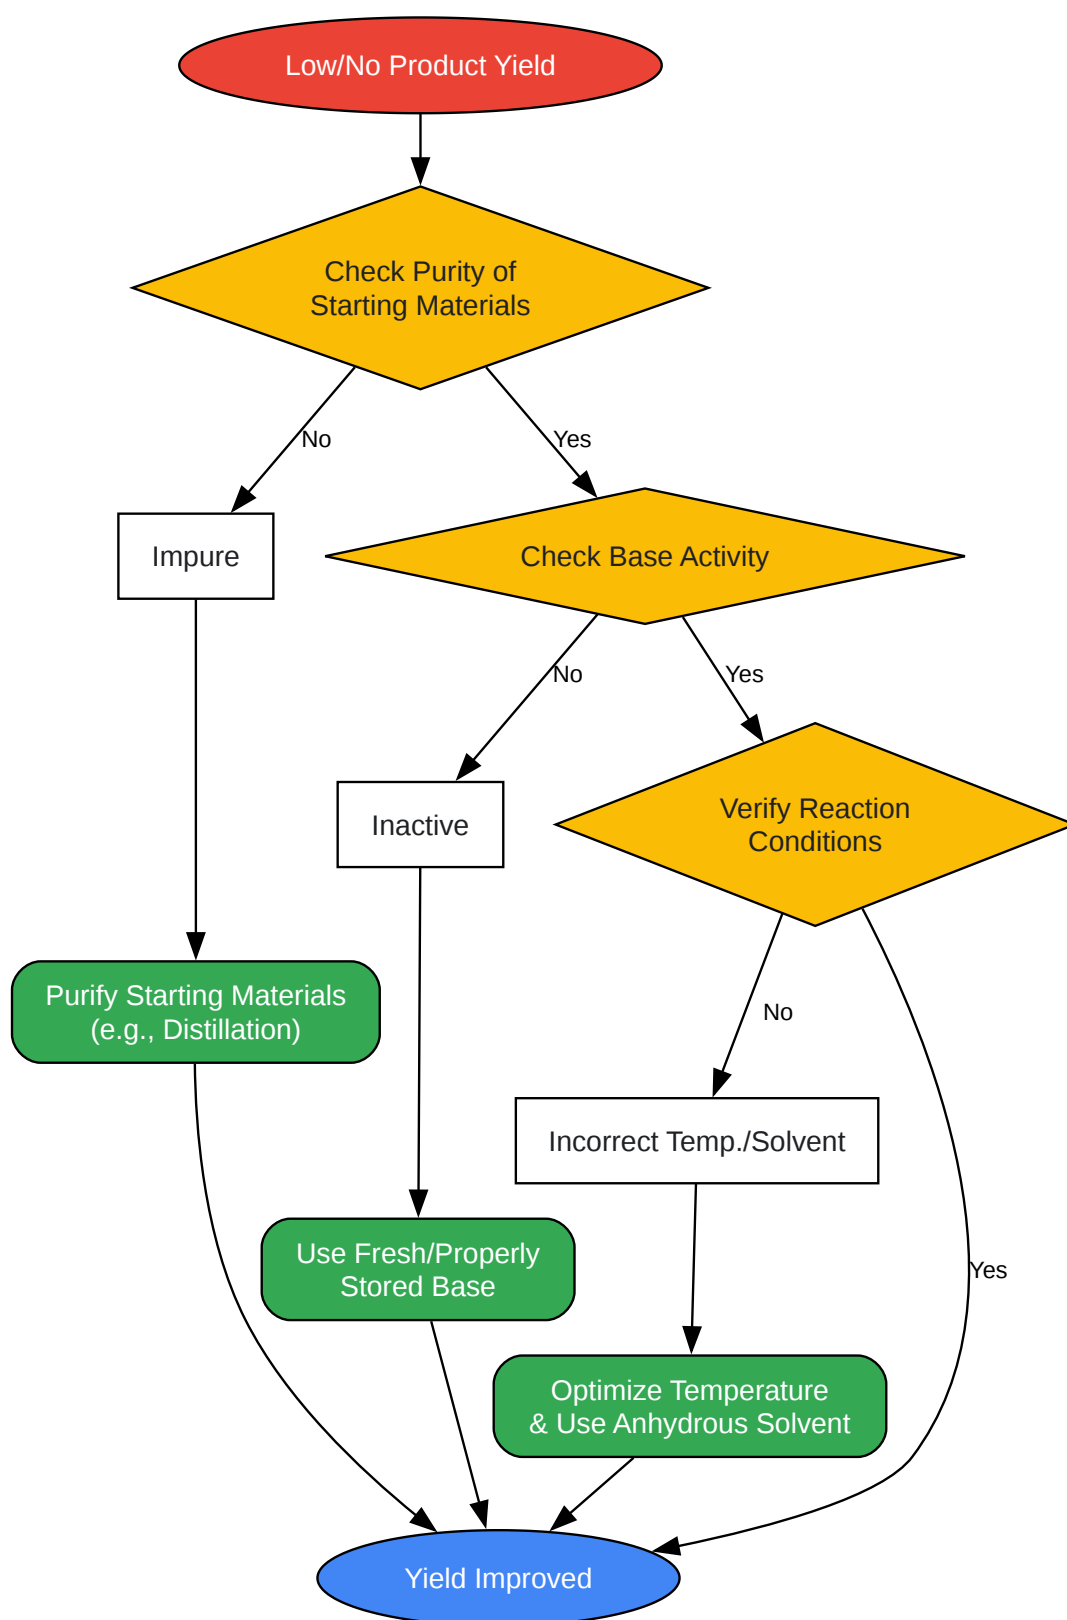 Low/No Product Yield
Check Purity of
Starting Materials
No
Yes
Impure
Check Base Activity
No
Yes
Inactive
Verify Reaction
Conditions
Purify Starting Materials
(e.g., Distillation)
No
Incorrect Temp./Solvent
Use Fresh/Properly
Stored Base
Yes
Optimize Temperature
& Use Anhydrous Solvent
Yield Improved